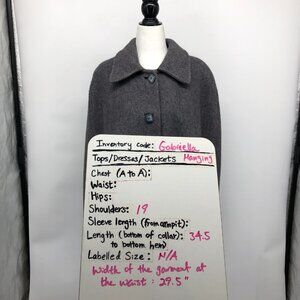 Inventory code: Gabriella
Tops/Dresses/Jackets Hanging
Chest (A to A):
Waist:
Hips:
Shoulders: 19
Sleeve length (from armpit):
Length (bottom of collar): 34.5
to bottom hem)
Labelled Size: N/A
Width of the garment at
the waist: 29.5"